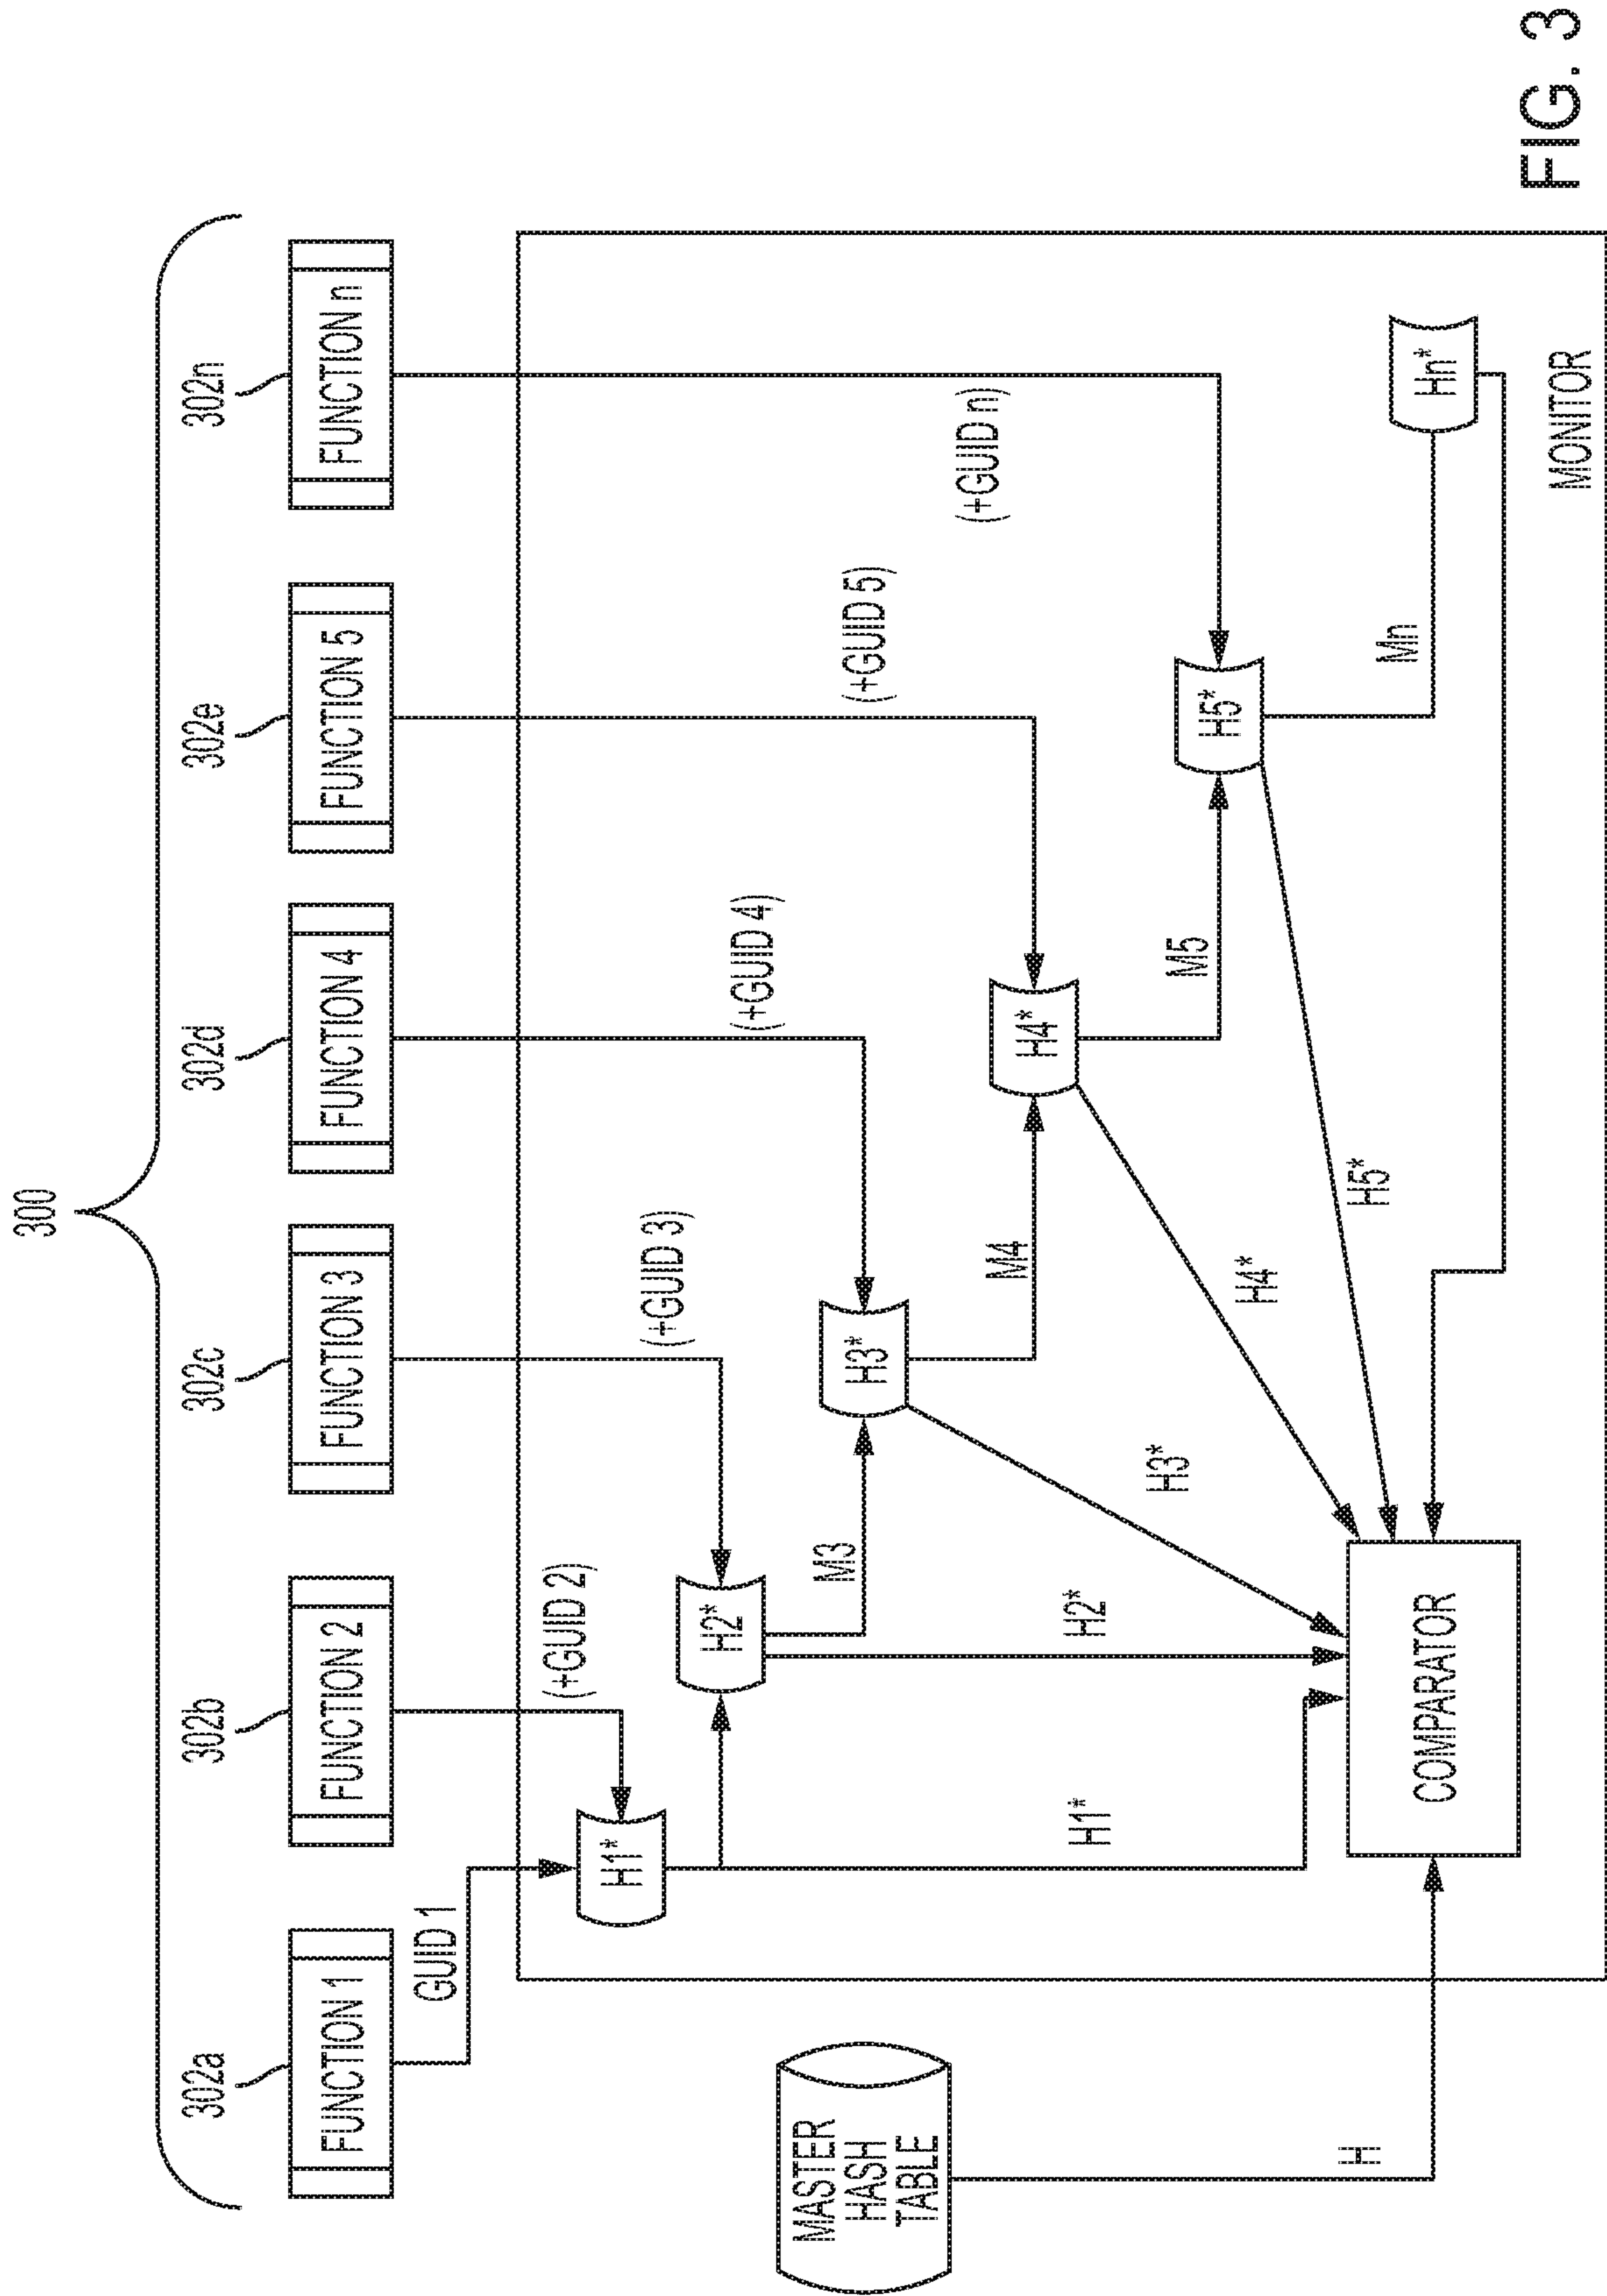 300
302a
302b
302c
302d
302e
302n
FUNCTION 1
FUNCTION 2
FUNCTION 3
FUNCTION 4
FUNCTION 5
FUNCTION n
GUID 1
(+GUID 2)
(+GUID 3)
(+GUID 4)
(+GUID 5)
(+GUID n)
H1*
H2*
M3
H3*
M4
H4*
M5
H5*
Mn
Hn*
MASTER
HASH
TABLE
H1*
H2*
H3*
H4*
H5*
H
COMPARATOR
MONITOR
FIG. 3